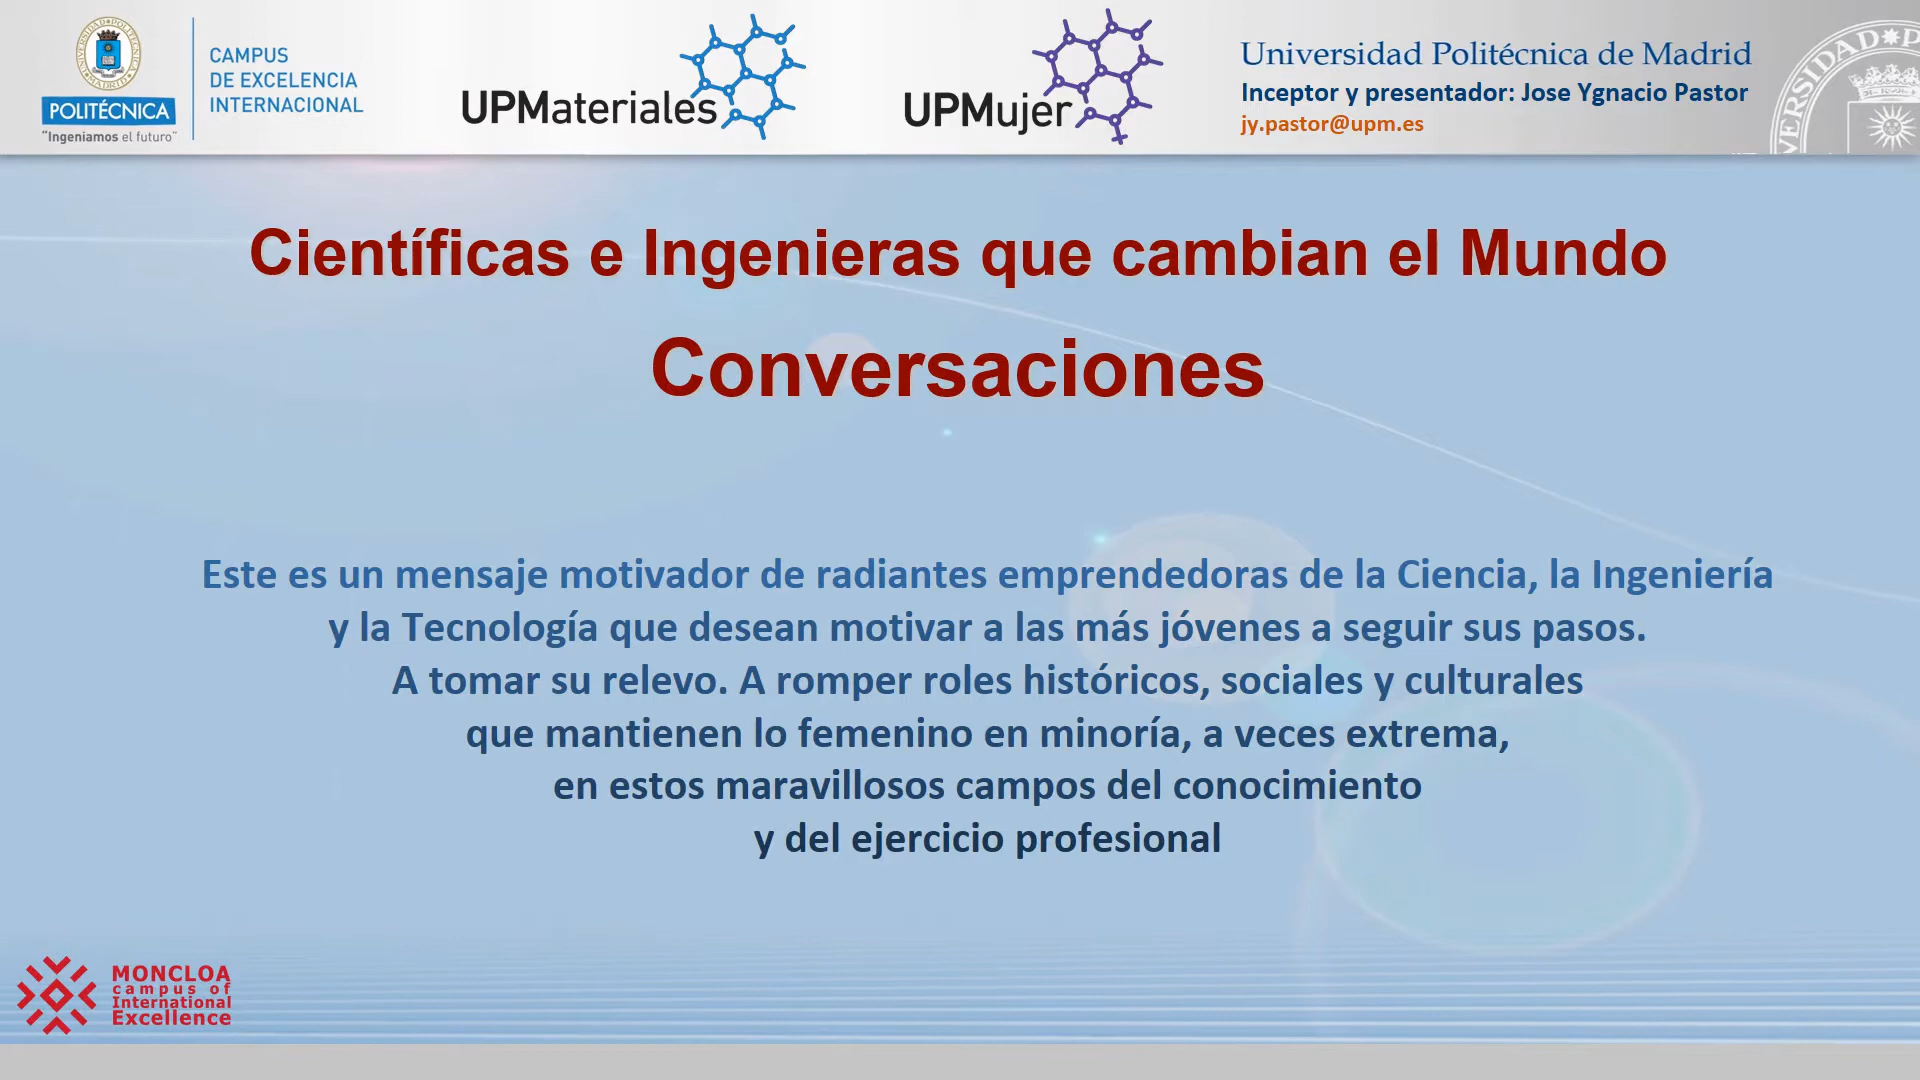 POLITÉCNICA
"Ingeniamos el futuro"
CAMPUS
DE EXCELENCIA
INTERNACIONAL
UPMateriales
UPMujer
Universidad Politécnica de Madrid
Inceptor y presentador: Jose Ygnacio Pastor
jy.pastor@upm.es
Científicas e Ingenieras que cambian el Mundo
Conversaciones
Este es un mensaje motivador de radiantes emprendedoras de la Ciencia, la Ingeniería
y la Tecnología que desean motivar a las más jóvenes a seguir sus pasos.
A tomar su relevo. A romper roles históricos, sociales y culturales
que mantienen lo femenino en minoría, a veces extrema,
en estos maravillosos campos del conocimiento
y del ejercicio profesional
MONCLOA
campus of
International
Excellence